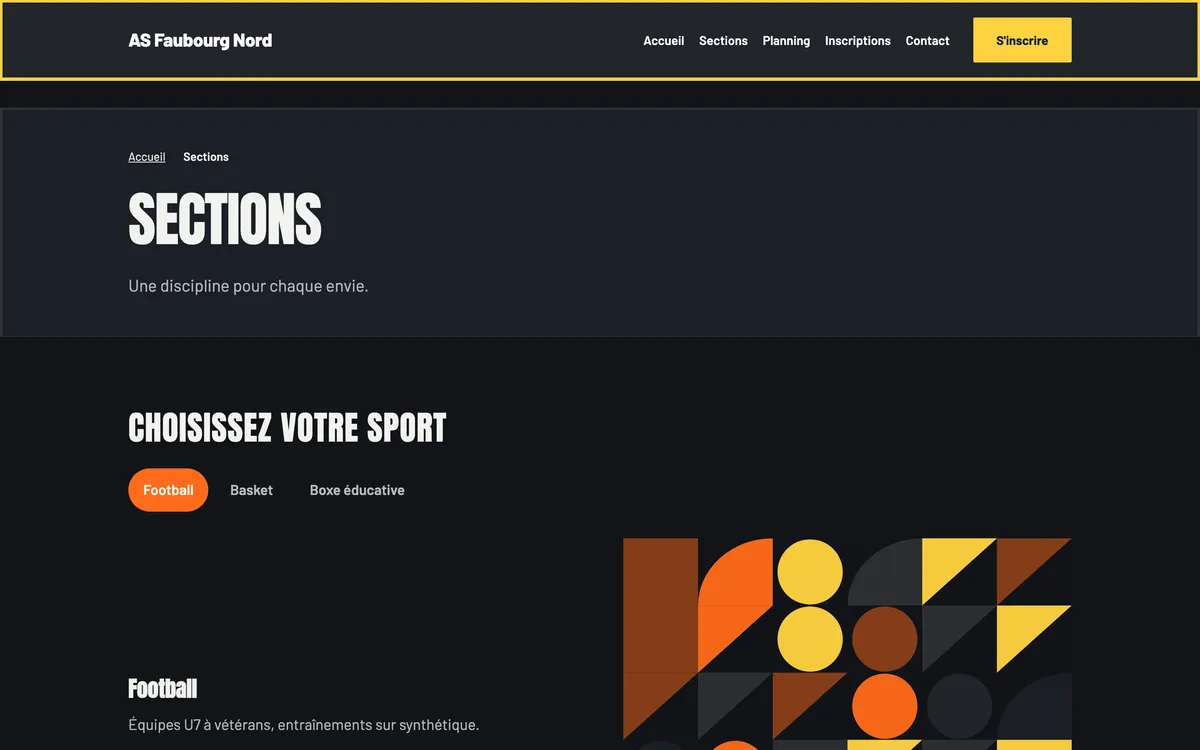 AS Faubourg Nord
Accueil Sections Planning Inscriptions Contact S'inscrire
Accueil Sections
SECTIONS
Une discipline pour chaque envie.
CHOISISSEZ VOTRE SPORT
Football Basket Boxe éducative
Football
Équipes U7 à vétérans, entraînements sur synthétique.